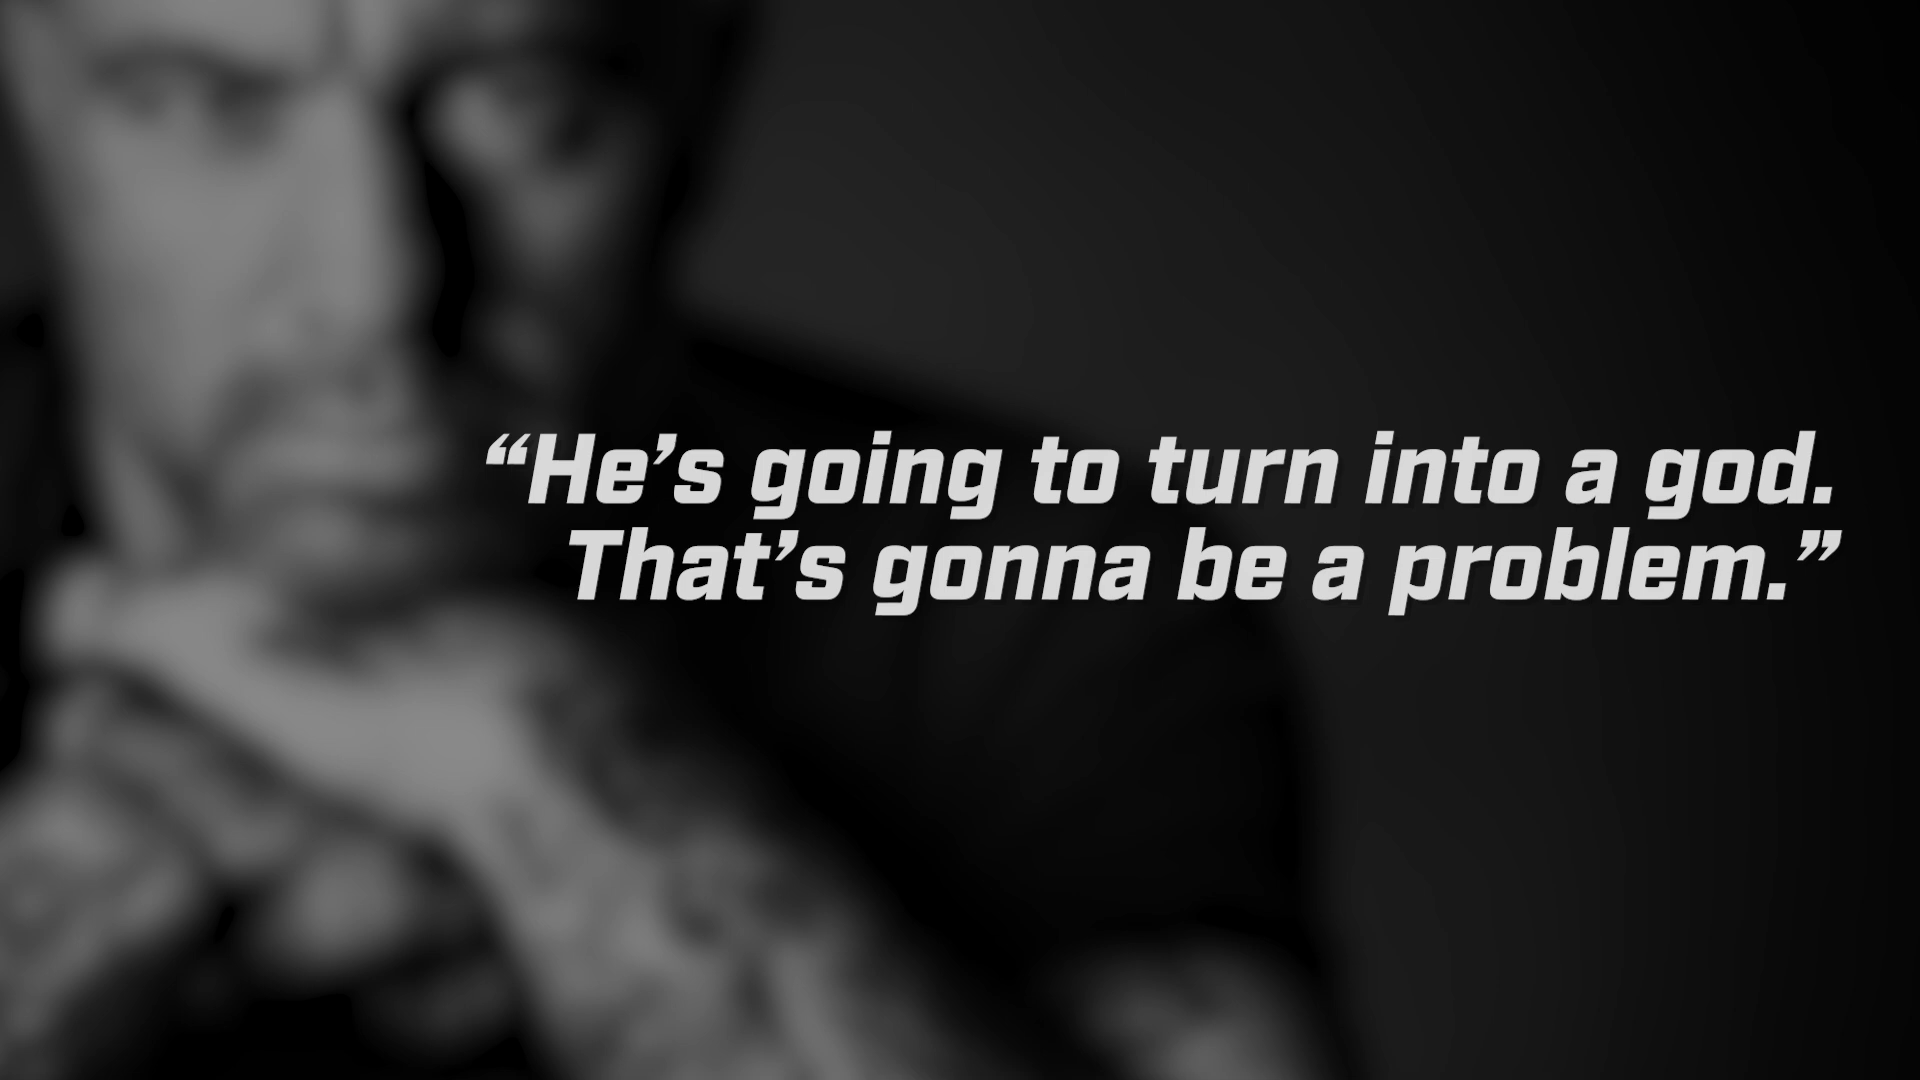 “He’s going to turn into a god.
That’s gonna be a problem.”